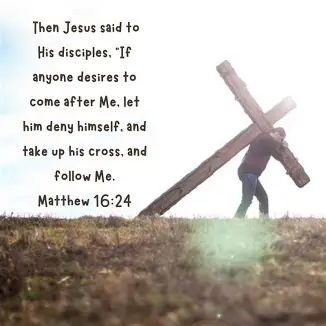 Then Jesus said to
His disciples, "If
anyone desires to
come after Me, let
him deny himself, and
take up his cross, and
follow Me.
Matthew 16:24